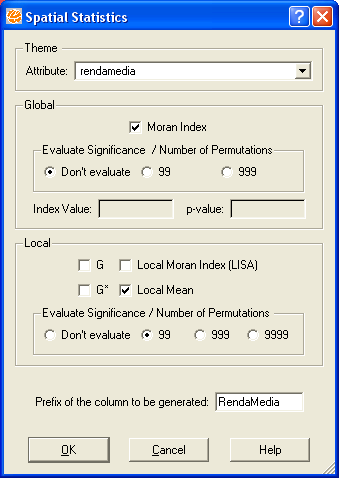 Spatial Statistics
Theme
Attribute: rendamedia
Global
Moran Index
Evaluate Significance / Number of Permutations
Don't evaluate 99 999
Index Value: p-value:
Local
G Local Moran Index (LISA)
G* Local Mean
Evaluate Significance / Number of Permutations
Don't evaluate 99 999 9999
Prefix of the column to be generated: RendaMedia
OK Cancel Help